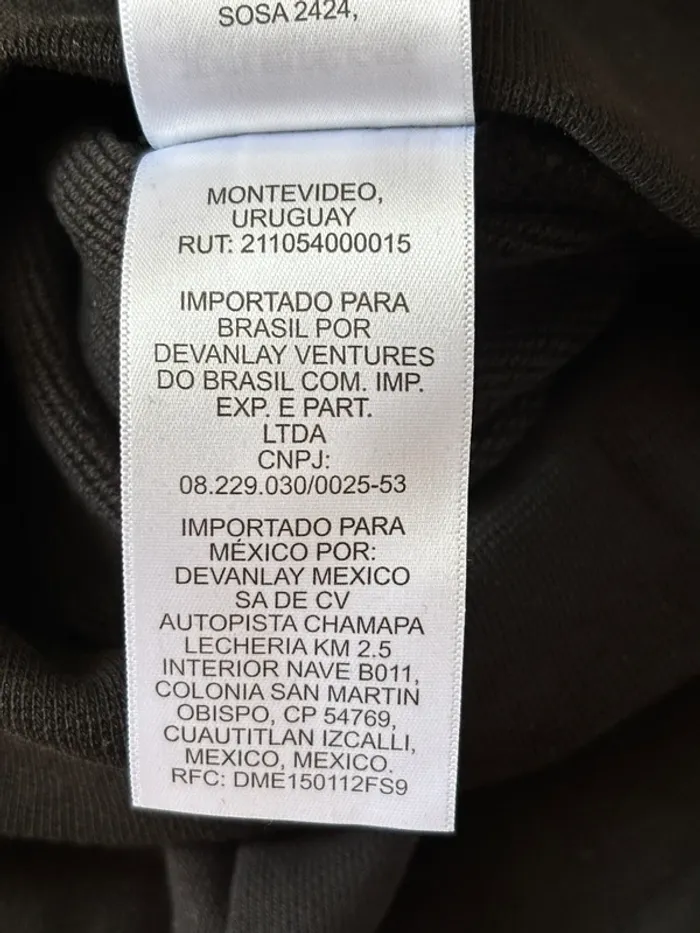 SOSA 2424,
MONTEVIDEO,
URUGUAY
RUT: 211054000015
IMPORTADO PARA
BRASIL POR
DEVANLAY VENTURES
DO BRASIL COM. IMP.
EXP. E PART.
LTDA
CNPJ:
08.229.030/0025-53
IMPORTADO PARA
MÉXICO POR:
DEVANLAY MEXICO
SA DE CV
AUTOPISTA CHAMAPA
LECHERIA KM 2.5
INTERIOR NAVE B011,
COLONIA SAN MARTIN
OBISPO, CP 54769,
CUAUTITLAN IZCALLI,
MEXICO, MEXICO.
RFC: DME150112FS9